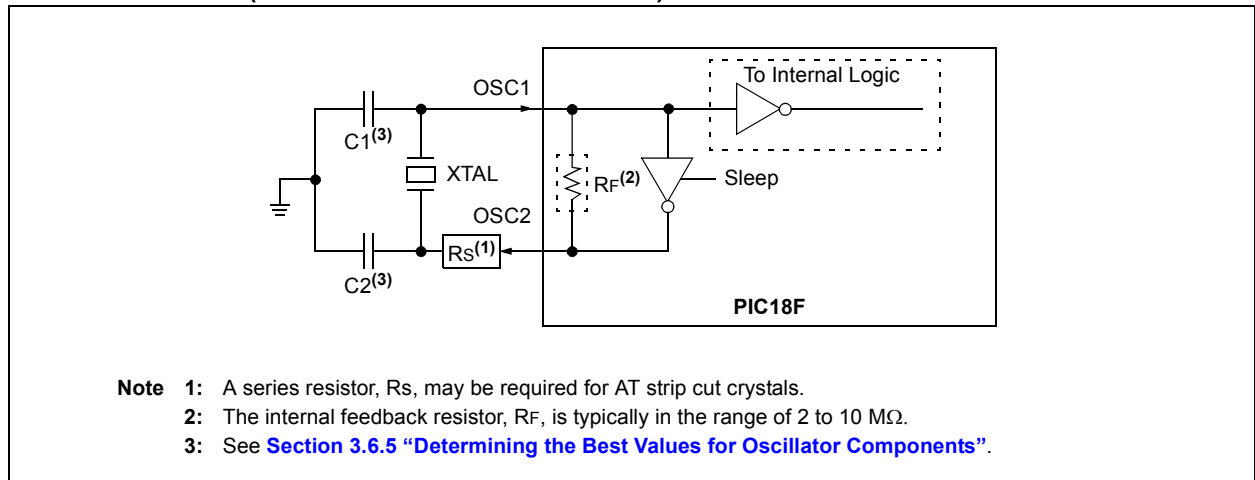 To Internal Logic
OSC1
C1(3)
XTAL
RF(2)
Sleep
OSC2
RS(1)
C2(3)
PIC18F
Note 1: A series resistor, Rs, may be required for AT strip cut crystals.
2: The internal feedback resistor, RF, is typically in the range of 2 to 10 MΩ.
3: See Section 3.6.5 “Determining the Best Values for Oscillator Components”.